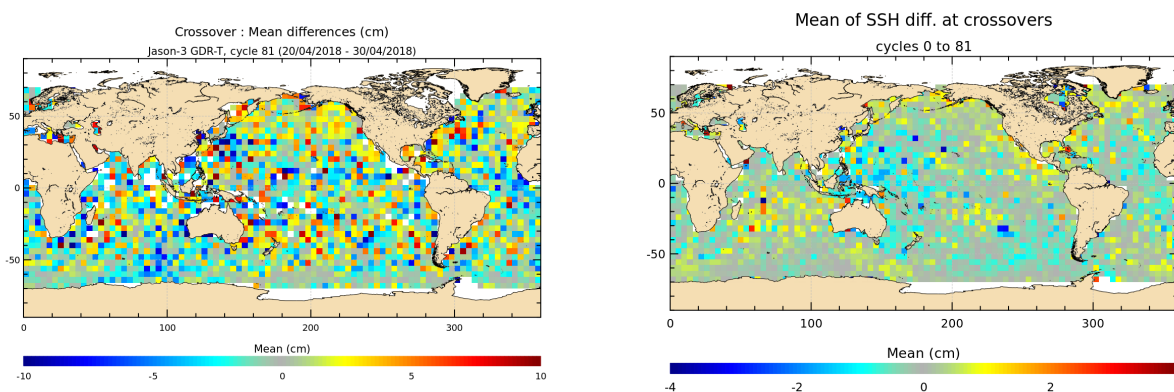 Crossover : Mean differences (cm)
Jason-3 GDR-T, cycle 81 (20/04/2018 - 30/04/2018)
50
0
-50
0 100 200 300
Mean (cm)
-10 -5 0 5 10
Mean of SSH diff. at crossovers
cycles 0 to 81
50
0
-50
0 100 200 300
Mean (cm)
-4 -2 0 2